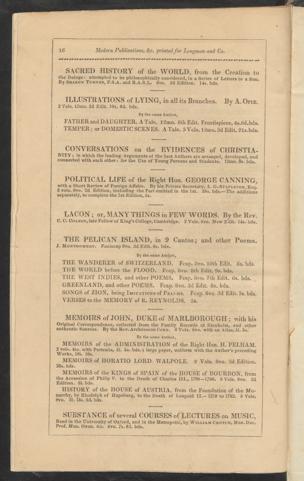 16 Modern Publications, &c. printed for Longman and Co.
SACRED HISTORY of the WORLD, from the Creation to
the Deluge: attempted to be philosophically considered, in a Series of Letters to a Son.
By SHARON TURNER, F.S.A. and R.A.S.L. 8vo. 3d Edition. 14s. bds.
ILLUSTRATIONS of LYING, in all its Branches. By A. OPIE.
2 Vols. 12mo. 2d Edit. 10s. 6d. bds.
By the same Author,
FATHER and DAUGHTER, A Tale. 12mo. Edit. Frontispiece, 4s. 6d. bds.
TEMPER; or DOMESTIC SCENES. A Tale. 3 Vols. 12mo. 3d Edit. 21s. bds.
CONVERSATIONS on the EVIDENCES of CHRISTIA-
NITY: in which the leading Arguments of the best Authors are arranged, developed, and
connected with each other: for the Use of Young Persons and Students. 12mo. 8s. bds.
POLITICAL LIFE of the Right Hon. GEORGE CANNING,
with a Short Review of Foreign Affairs. By his Private Secretary, A. G. STAPLETON, Esq.
3 vols. 8vo. 2d Edition, including the Part omitted in the 1st. bds.—The additions
separately, to complete the 1st Edition,
LACON; or, MANY THINGS in FEW WORDS. By the Rev.
C. C. COLTON, late Fellow of King's College, Cambridge. 2 Vols. 8vo. New Edit. 14s. bds.
THE PELICAN ISLAND, in 9 Cantos; and other Poems.
J. MONTGOMERY. Foolscap 8vo. 2d Edit. 8s. bds.
By the same Author,
THE WANDERER of SWITZERLAND. Fcap. 8vo. 10th Edit. 6s. bds.
THE WORLD before the FLOOD. Fcap. 8vo. 8th Edit. 9s. bds.
THE WEST INDIES, and other POEMS. Fcap. 8vo. 7th Edit. 6s. bds.
GREENLAND, and other POEMS. Fcap. 8vo. 3d Edit. 8s. bds.
SONGS of ZION, being Imitations of PSALMS. Fcap. 8vo. 3d Edit. 5s. bds.
VERSES to the MEMORY of R. REYNOLDS, 2s.
MEMOIRS of JOHN, DUKE of MARLBOROUGH; with his
Original Correspondence, collected from the Family Records at Blenheim, and other
authentic Sources. By the Rev. Archdeacon COXE. 6 Vols. 8vo. with an Atlas,
By the same Author,
MEMOIRS of the ADMINISTRATION of the Right Hon. H. PELHAM.
2 vols. 4to. with Portraits, 5l. 5s. bds.; large paper, uniform with the Author's preceding
Works, 10l. 10s.
MEMOIRS of HORATIO LORD WALPOLE. 2 Vols. 8vo. 3d Edition,
26s. bds.
MEMOIRS of the KINGS of SPAIN of the HOUSE of BOURBON, from
the Accession of Philip V. to the Death of Charles III., 1700—1788. 5 Vols. 8vo. 2d
Edition. 3l. bds.
HISTORY of the HOUSE of AUSTRIA, from the Foundation of the Mo-
narchy, by Rhodolph of Hapsburg, to the Death of Leopold II.—1218 to 1792. 5 Vols.
8vo. 3l. 13s. 6d. bds.
SUBSTANCE of several COURSES of LECTURES on MUSIC,
Read in the University of Oxford, and in the Metropolis, by WILLIAM CROTCH, Mus. Doc.
Prof. Mus. Oxon. &c. 8vo. 7s. 6d. bds.